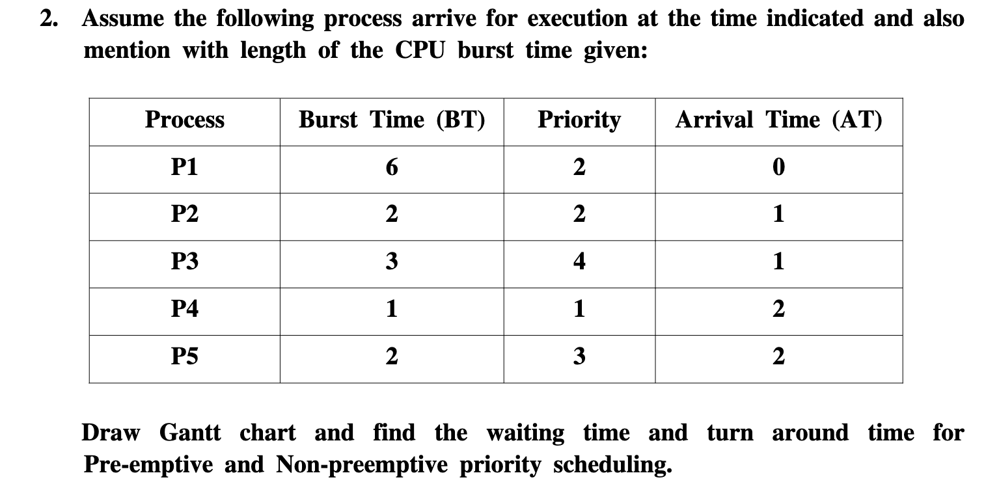 2. Assume the following process arrive for execution at the time indicated and also
mention with length of the CPU burst time given:
Process Burst Time (BT) Priority Arrival Time (AT)
P1 6 2 0
P2 2 2 1
P3 3 4 1
P4 1 1 2
P5 2 3 2
Draw Gantt chart and find the waiting time and turn around time for
Pre-emptive and Non-preemptive priority scheduling.